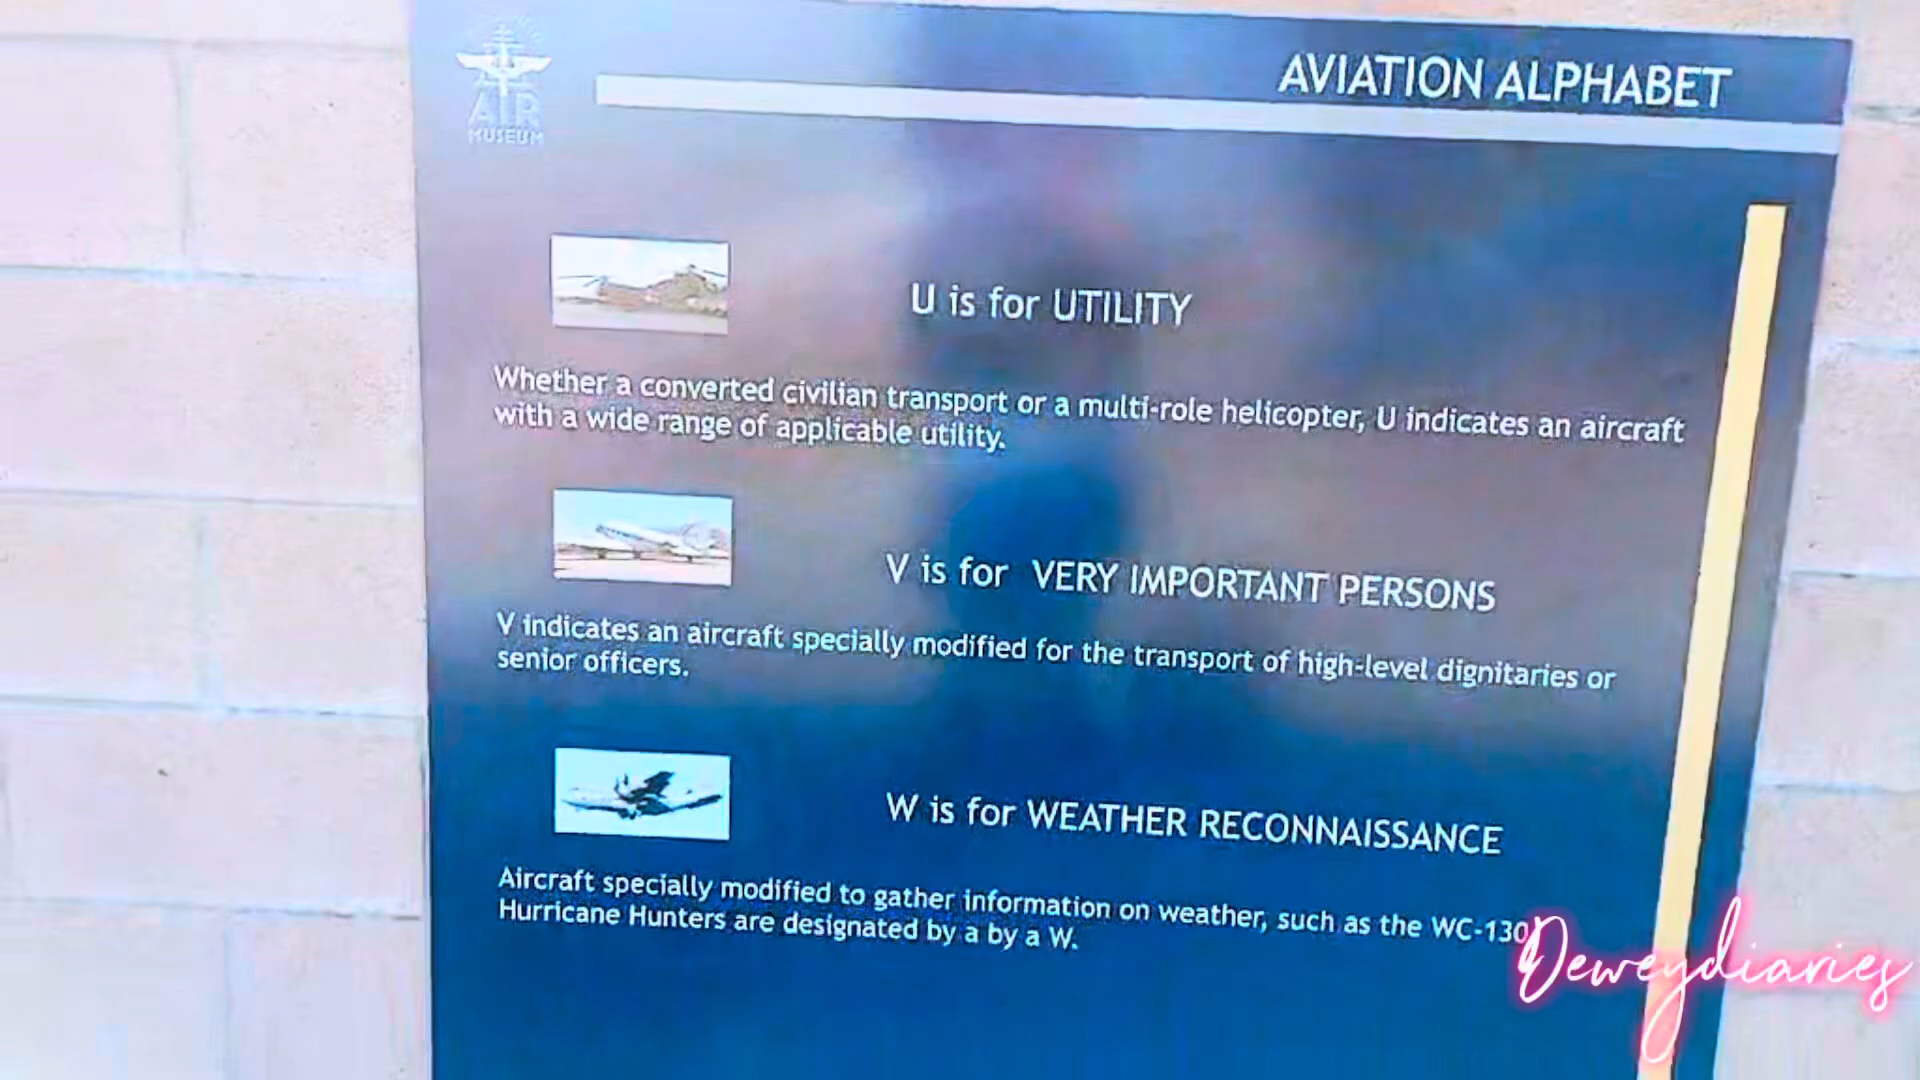 AIR
MUSEUM
AVIATION ALPHABET
U is for UTILITY
Whether a converted civilian transport or a multi-role helicopter, U indicates an aircraft
with a wide range of applicable utility.
V is for VERY IMPORTANT PERSONS
V indicates an aircraft specially modified for the transport of high-level dignitaries or
senior officers.
W is for WEATHER RECONNAISSANCE
Aircraft specially modified to gather information on weather, such as the WC-130
Hurricane Hunters are designated by a by a W.
Deweydiaries